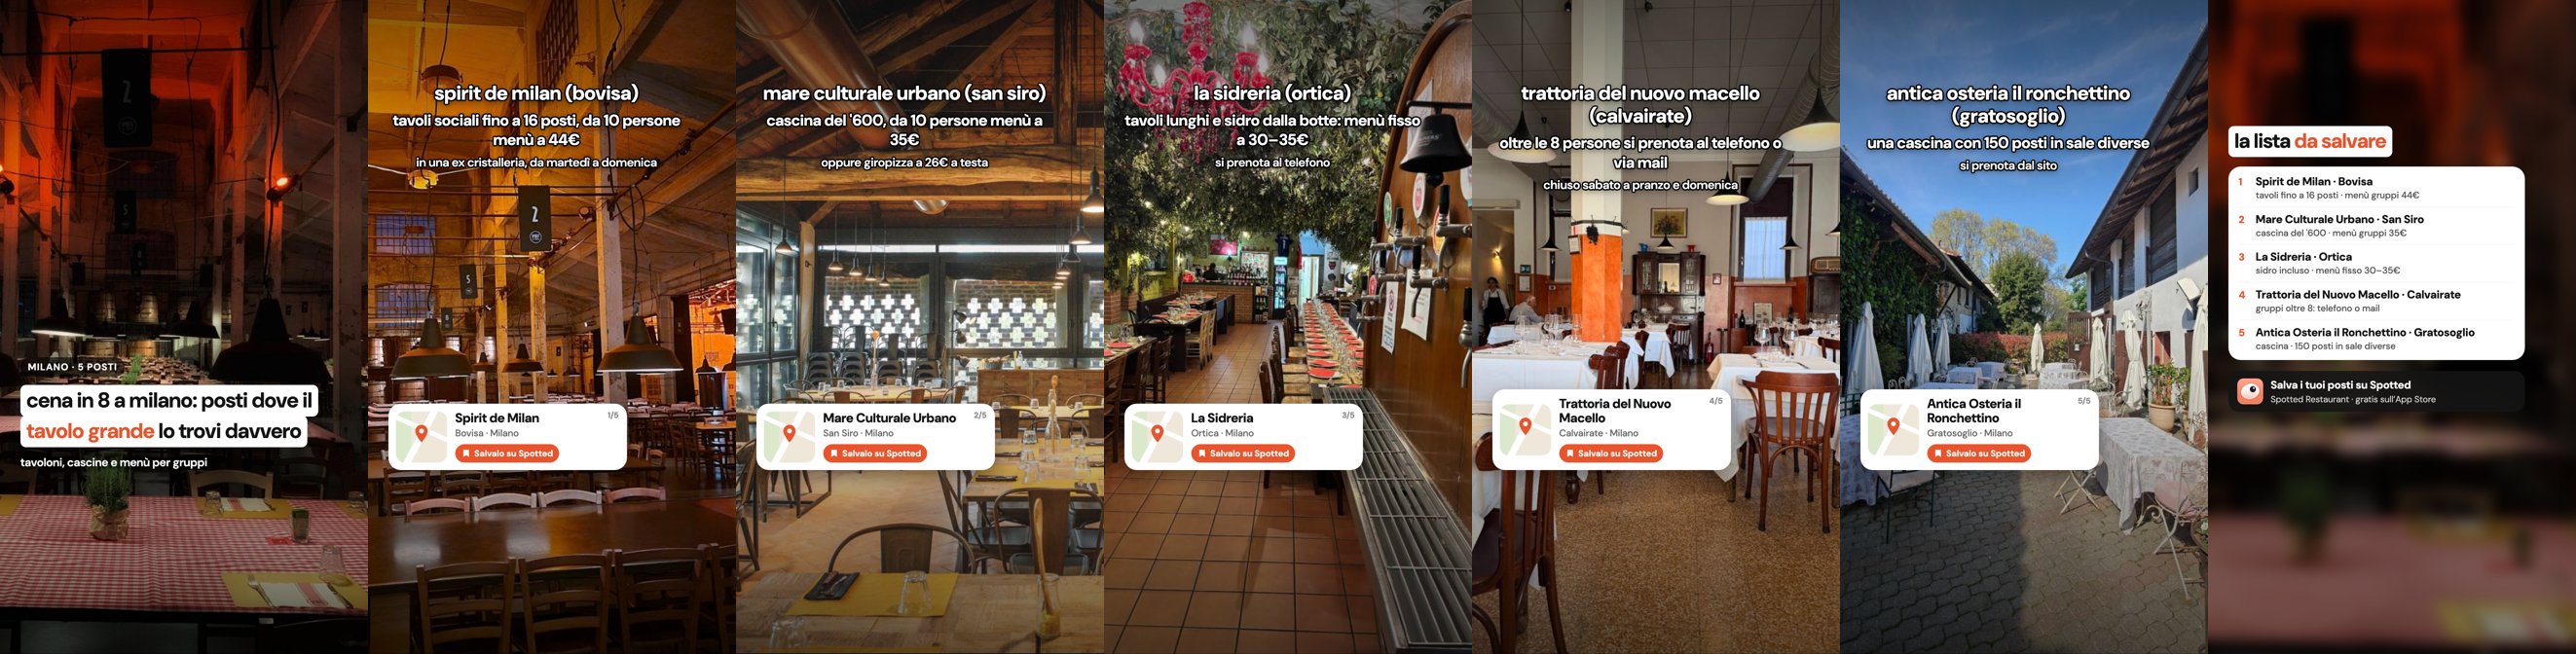 2
5
MILANO · 5 POSTI
cena in 8 a milano: posti dove il
tavolo grande lo trovi davvero
tavoloni, cascine e menù per gruppi
spirit de milan (bovisa)
tavoli sociali fino a 16 posti, da 10 persone
menù a 44€
in una ex cristalleria, da martedì a domenica
2
5
Spirit de Milan
1/5
Bovisa · Milano
Salvalo su Spotted
mare culturale urbano (san siro)
cascina del '600, da 10 persone menù a
35€
oppure giropizza a 26€ a testa
Mare Culturale Urbano
2/5
San Siro · Milano
Salvalo su Spotted
la sidreria (ortica)
tavoli lunghi e sidro dalla botte: menù fisso
a 30–35€
si prenota al telefono
La Sidreria
3/5
Ortica · Milano
Salvalo su Spotted
trattoria del nuovo macello
(calvairate)
oltre le 8 persone si prenota al telefono o
via mail
chiuso sabato a pranzo e domenica
Trattoria del Nuovo
Macello
4/5
Calvairate · Milano
Salvalo su Spotted
antica osteria il ronchettino
(gratosoglio)
una cascina con 150 posti in sale diverse
si prenota dal sito
Antica Osteria il
Ronchettino
5/5
Gratosoglio · Milano
Salvalo su Spotted
la lista da salvare
1 Spirit de Milan · Bovisa
tavoli fino a 16 posti · menù gruppi 44€
2 Mare Culturale Urbano · San Siro
cascina del '600 · menù gruppi 35€
3 La Sidreria · Ortica
sidro incluso · menù fisso 30–35€
4 Trattoria del Nuovo Macello · Calvairate
gruppi oltre 8: telefono o mail
5 Antica Osteria il Ronchettino · Gratosoglio
cascina · 150 posti in sale diverse
Salva i tuoi posti su Spotted
Spotted Restaurant · gratis sull'App Store